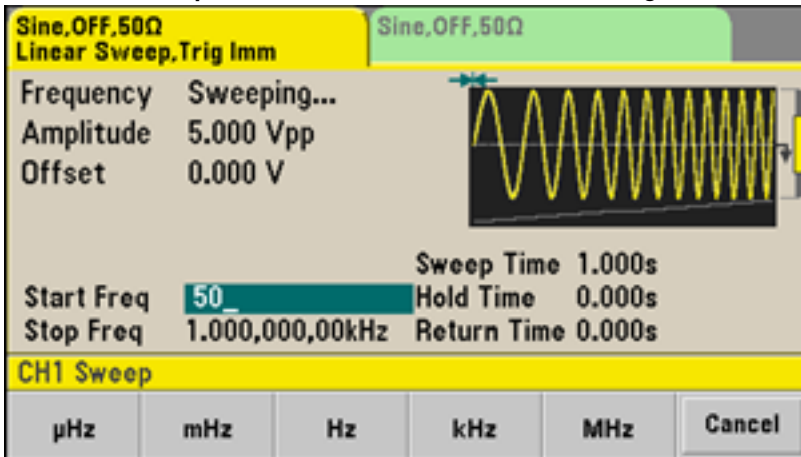 Sine,OFF,50Ω
Linear Sweep,Trig Imm
Sine,OFF,50Ω
Frequency Sweeping...
Amplitude 5.000 Vpp
Offset 0.000 V
Sweep Time 1.000s
Start Freq 50_ Hold Time 0.000s
Stop Freq 1.000,000,00kHz Return Time 0.000s
CH1 Sweep
µHz mHz Hz kHz MHz Cancel